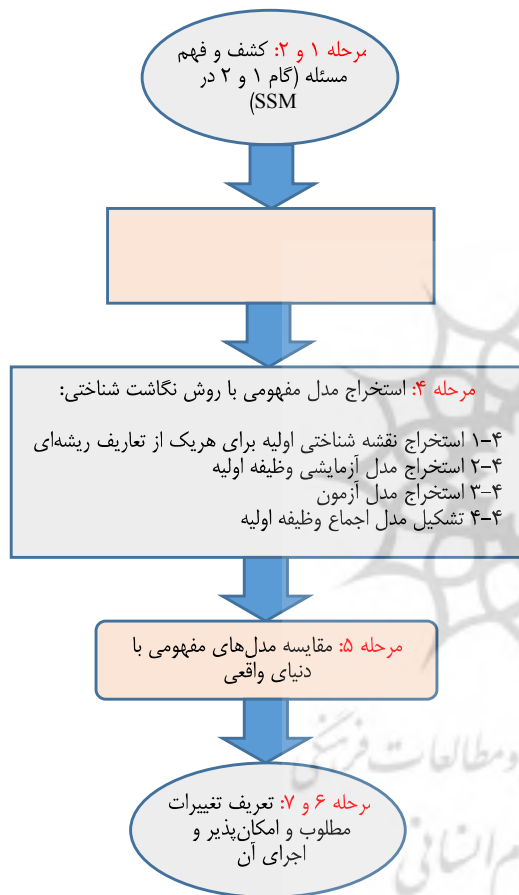 مرحله ۱ و ۲: کشف و فهم
مسئله (گام ۱ و ۲ در
SSM)
مرحله ۴: استخراج مدل مفهومی با روش نگاشت شناختی:
۴-۱ استخراج نقشه شناختی اولیه برای هریک از تعاریف ریشه‌ای
۴-۲ استخراج مدل آزمایشی وظیفه اولیه
۴-۳ استخراج مدل آزمون
۴-۴ تشکیل مدل اجماع وظیفه اولیه
مرحله ۵: مقایسه مدل‌های مفهومی با
دنیای واقعی
و مطالعات فرهنگی
مرحله ۶ و ۷: تعریف تغییرات
مطلوب و امکان‌پذیر و
اجرای آن